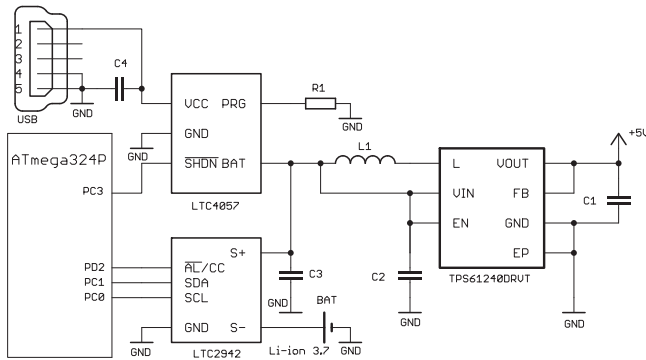 1
2
3
4
5
USB
C4
GND
R1
GND
VCC PRG
GND
GND
SHDN BAT
LTC4057
ATmega324P
PC3
PD2
PC1
PC0
L1
L VOUT
VIN FB
EN GND
EP
TPS61240DRVT
+5V
C1
C2
GND
GND
S+
AL/CC
SDA
SCL
GND S-
LTC2942
GND
C3
GND
BAT
Li-ion 3.7
GND